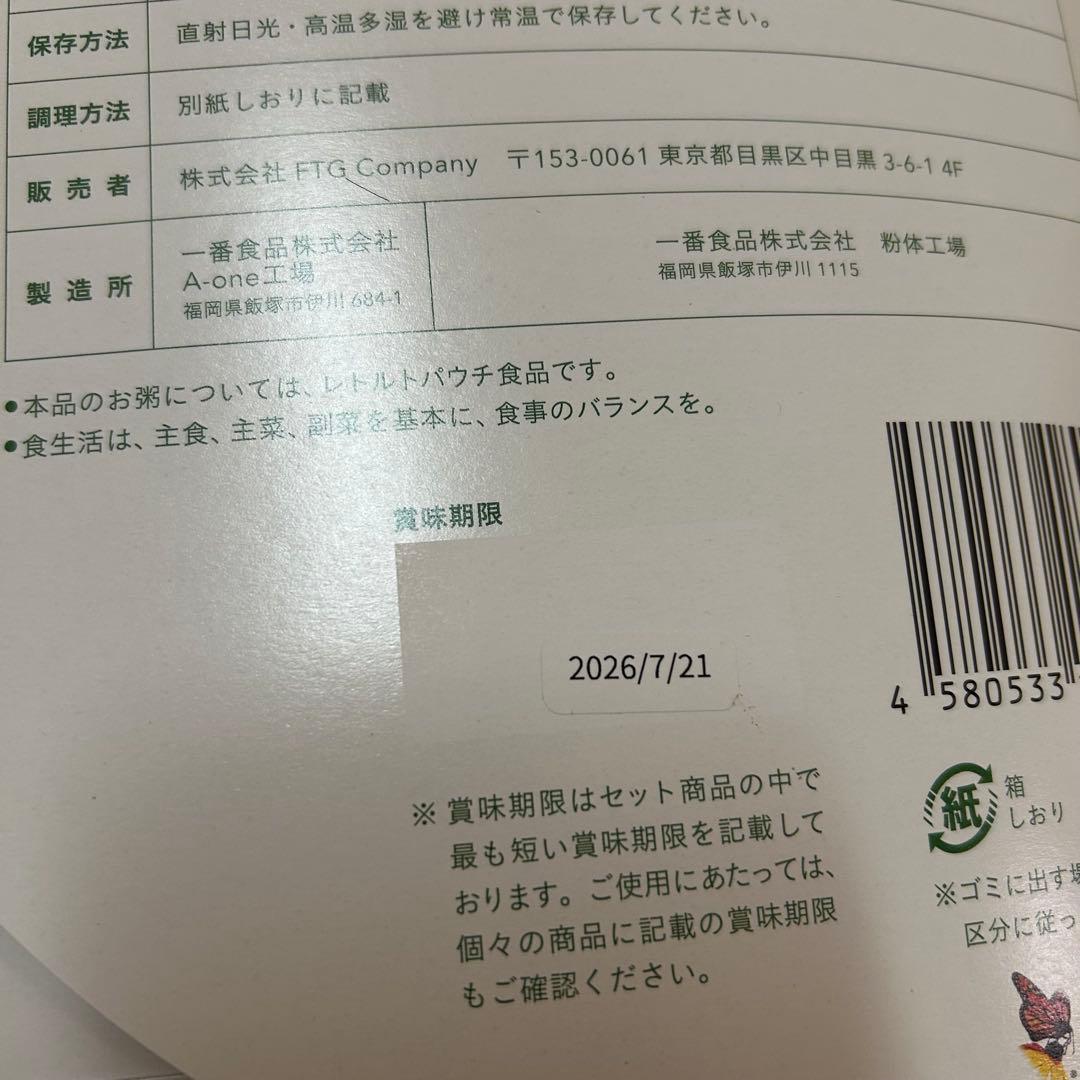 保存方法 直射日光・高温多湿を避け常温で保存してください。
調理方法 別紙しおりに記載
販売者 株式会社 FTG Company 〒153-0061 東京都目黒区中目黒 3-6-1 4F
製造所
一番食品株式会社
A-one工場
福岡県飯塚市伊川 684-1
一番食品株式会社 粉体工場
福岡県飯塚市伊川 1115
●本品のお粥については、レトルトパウチ食品です。
●食生活は、主食、主菜、副菜を基本に、食事のバランスを。
賞味期限
2026/7/21
4 580533
※賞味期限はセット商品の中で
最も短い賞味期限を記載して
おります。ご使用にあたっては、
個々の商品に記載の賞味期限
もご確認ください。
紙
箱
しおり
※ゴミに出す
区分に従っ